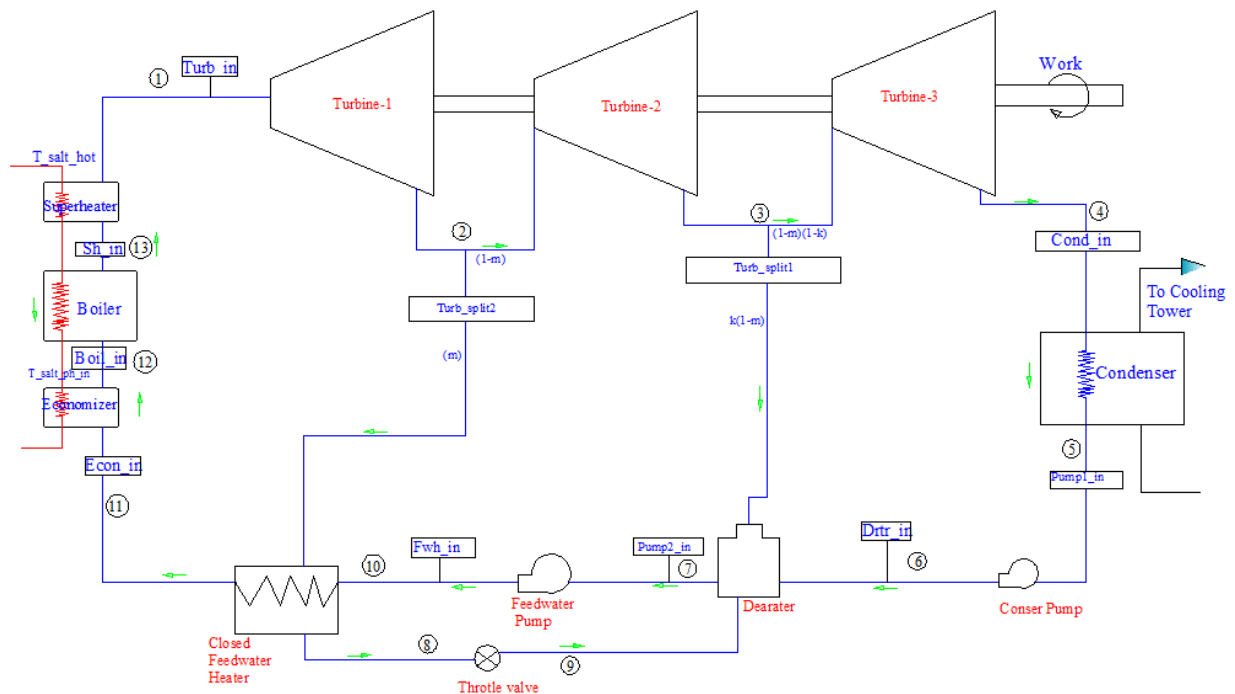 Turb_in
1
Turbine-1
Turbine-2
Turbine-3
Work
T_salt_hot
Superheater
2
(1-m)
3
(1-m)(1-k)
4
Sh_in
13
Cond_in
Turb_split1
Turb_split2
To Cooling
Tower
Boiler
k(1-m)
(m)
Boil_in
12
T_salt_ph_in
Condenser
Economizer
5
Econ_in
Pump1_in
11
Drtr_in
Fwh_in
Pump2_in
10
7
6
Feedwater
Pump
Dearater
Conser Pump
Closed
Feedwater
Heater
8
9
Throtle valve